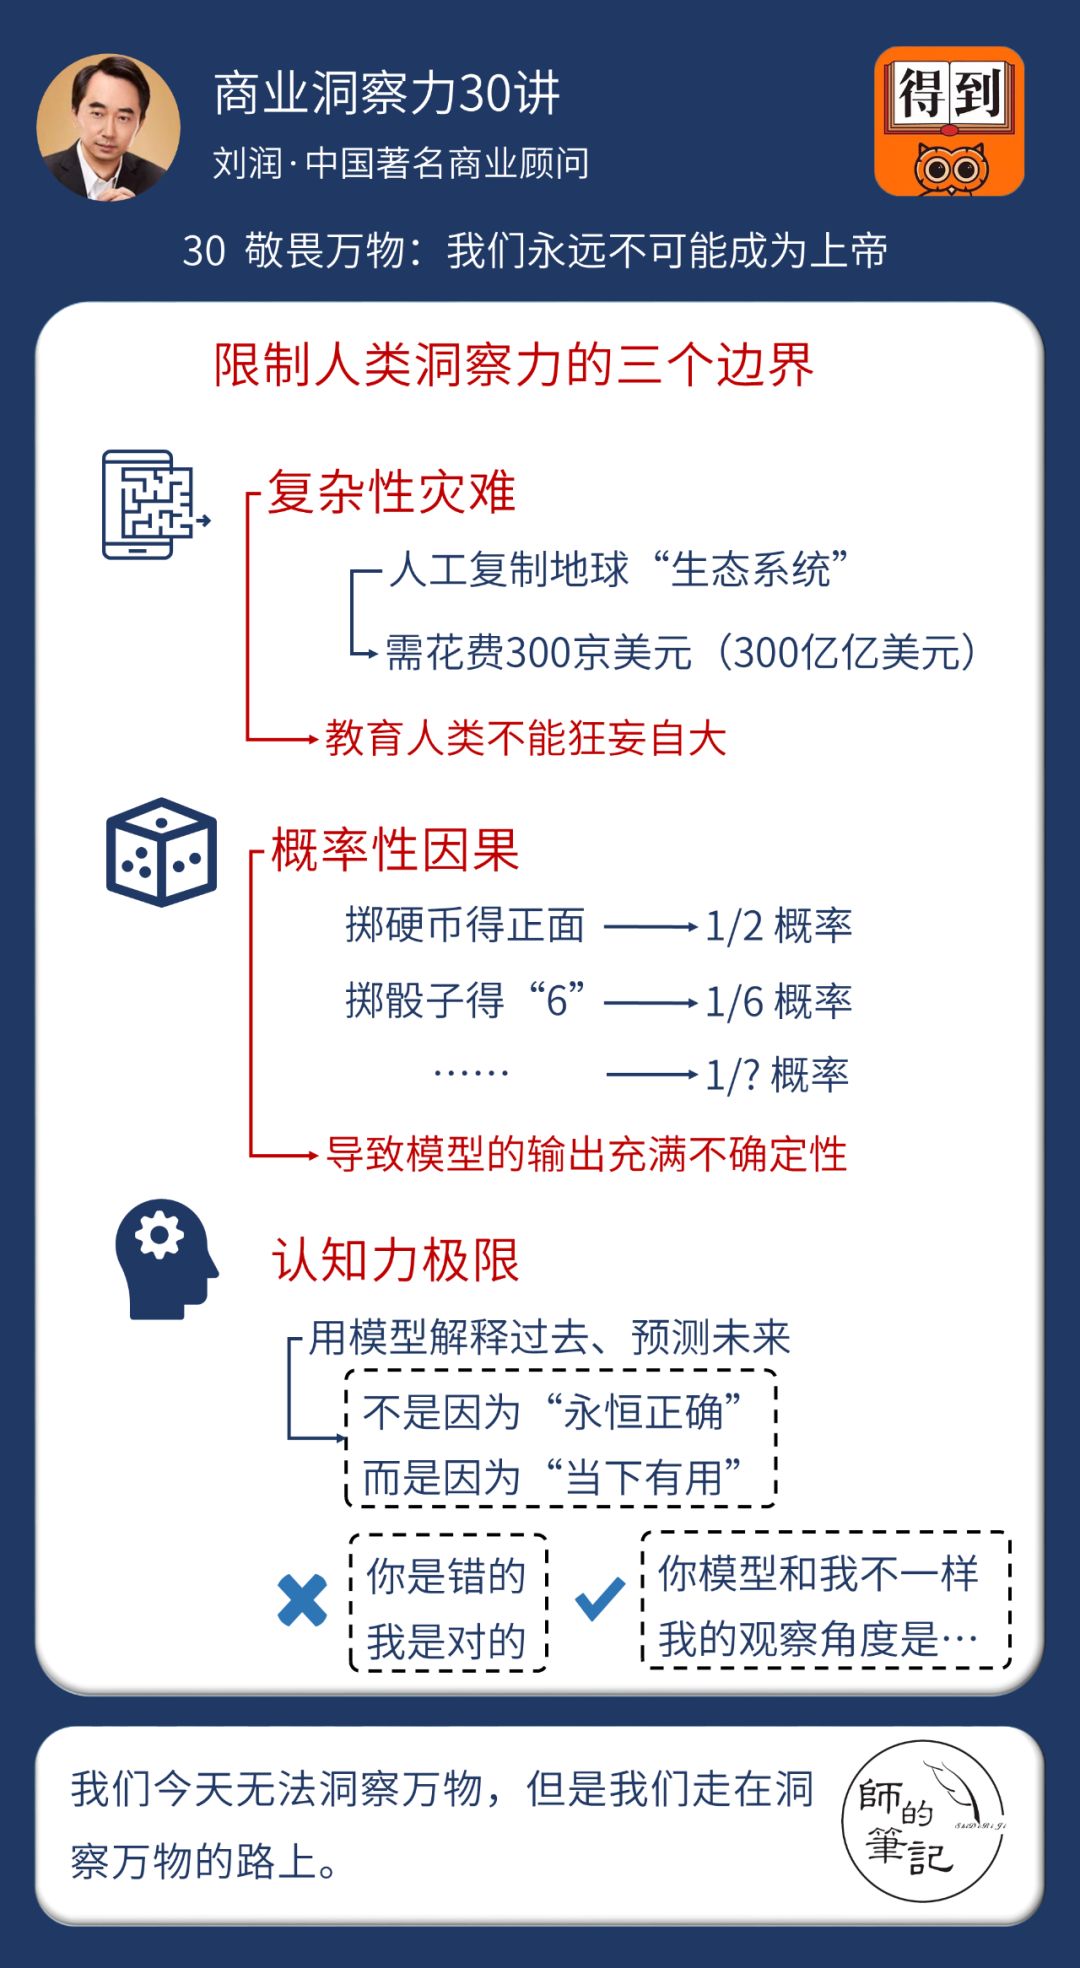 商业洞察力30讲
刘润·中国著名商业顾问
得到
30 敬畏万物：我们永远不可能成为上帝
限制人类洞察力的三个边界
复杂性灾难
人工复制地球“生态系统”
需花费300京美元（300亿亿美元）
教育人类不能狂妄自大
概率性因果
掷硬币得正面 1/2 概率
掷骰子得“6” 1/6 概率
…… 1/? 概率
导致模型的输出充满不确定性
认知力极限
用模型解释过去、预测未来
不是因为“永恒正确”
而是因为“当下有用”
你是错的
我是对的
你模型和我不一样
我的观察角度是…
我们今天无法洞察万物，但是我们走在洞
察万物的路上。
師的
筆記
ShiDeBiJi